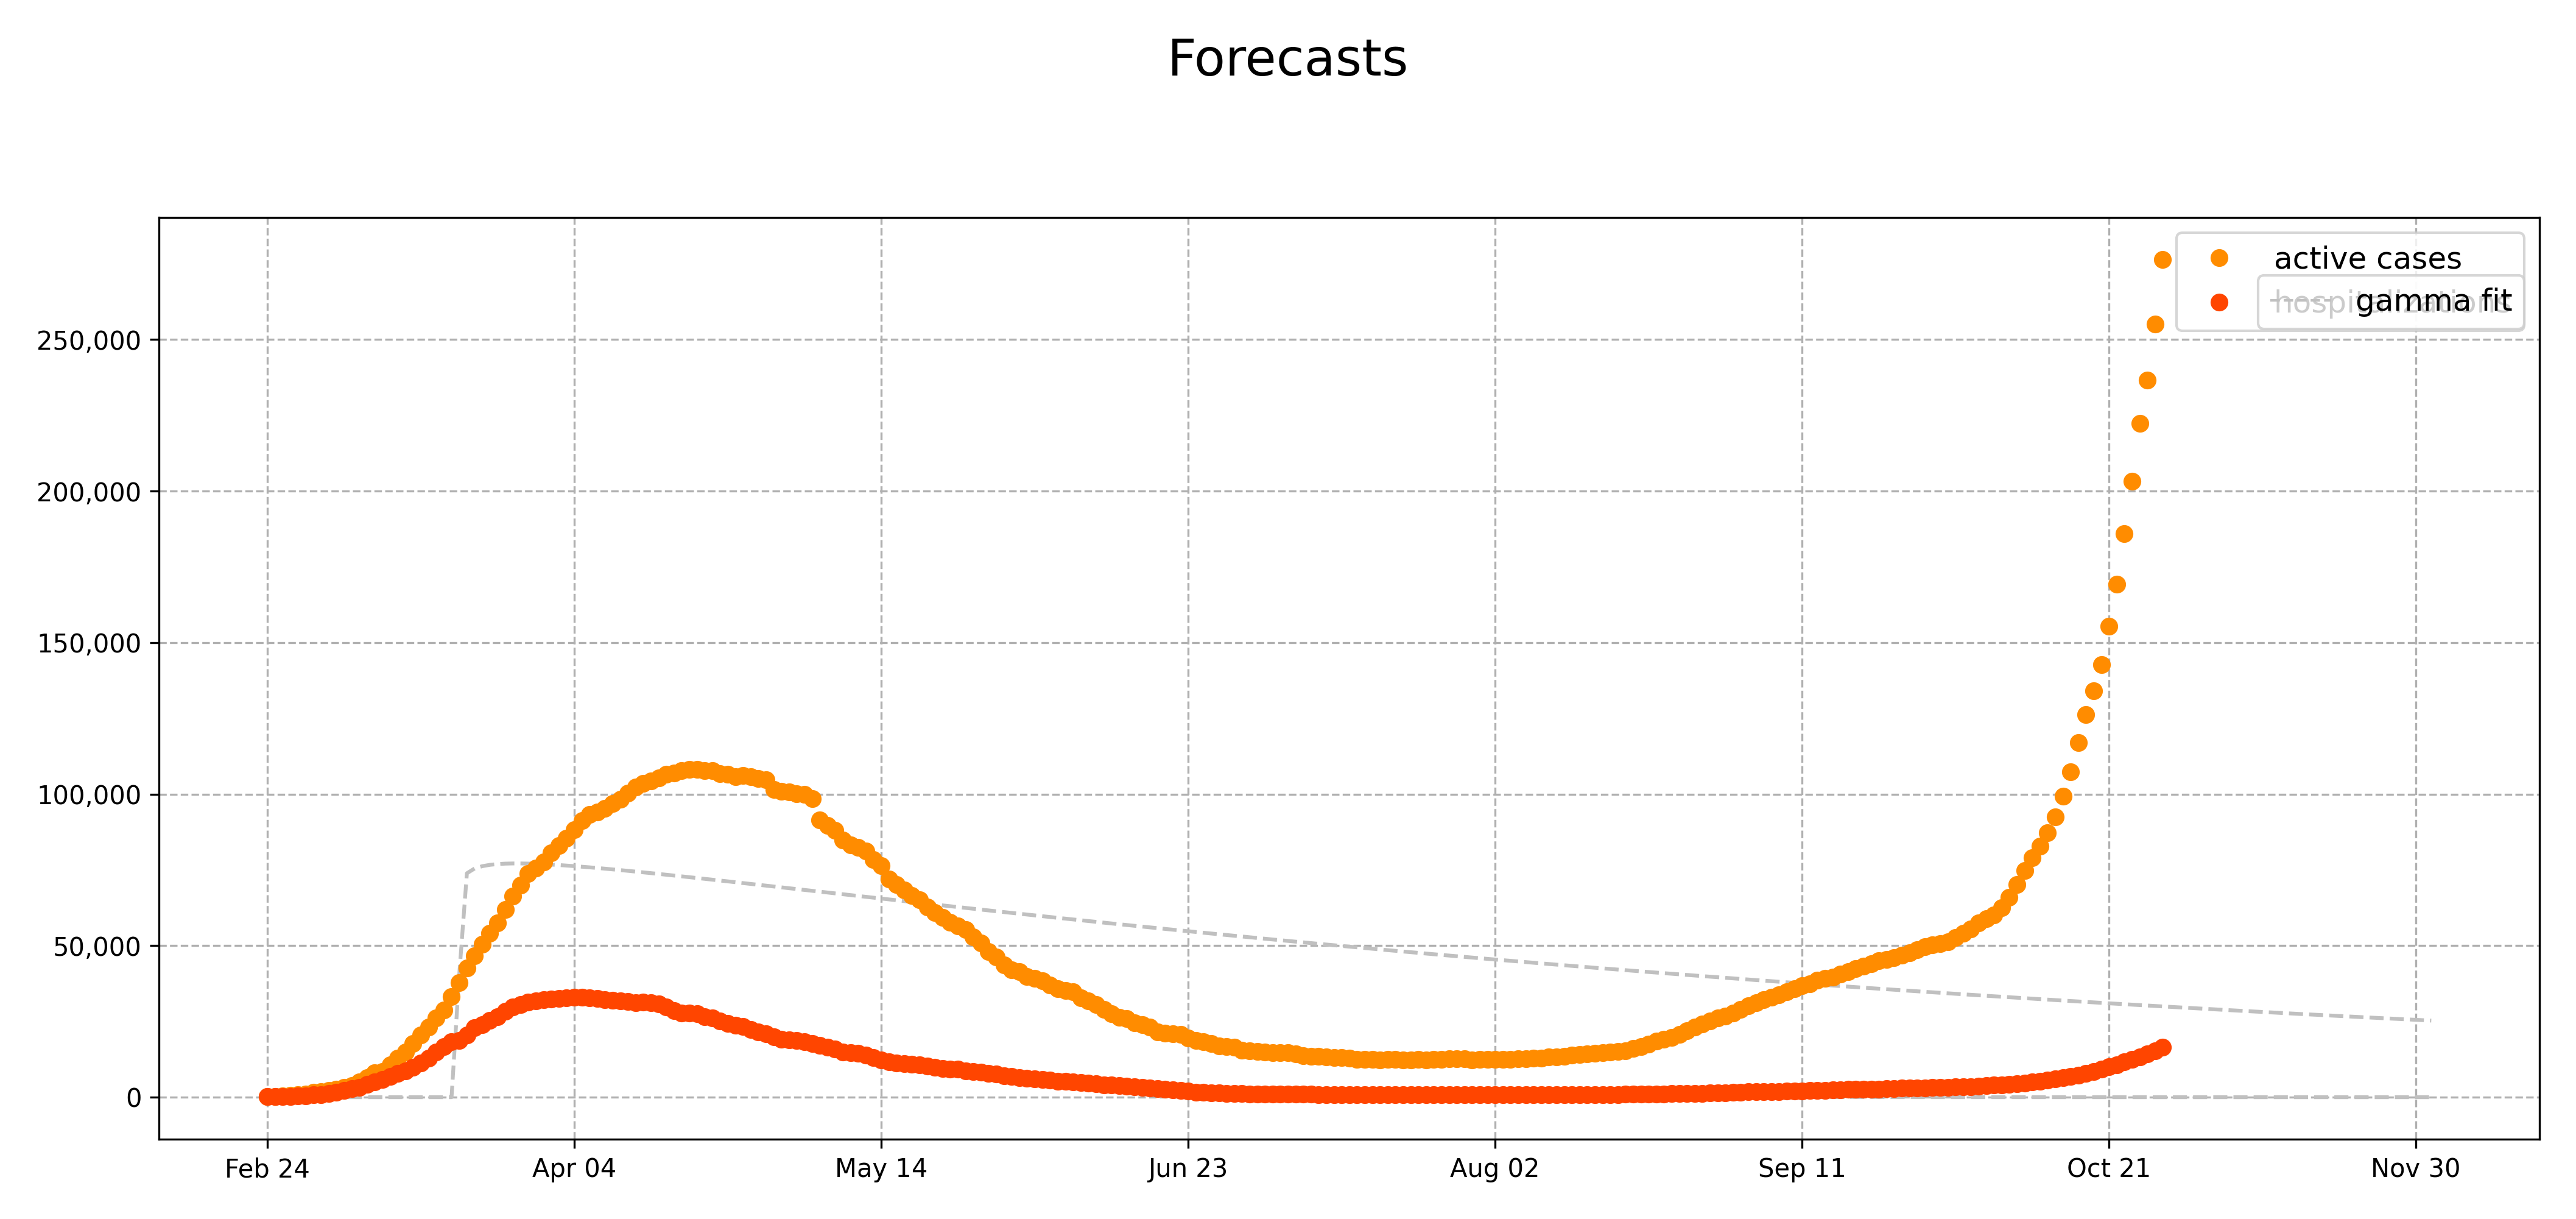 Forecasts
active cases
hospitalizations
gamma fit
250,000
200,000
150,000
100,000
50,000
0
Feb 24
Apr 04
May 14
Jun 23
Aug 02
Sep 11
Oct 21
Nov 30